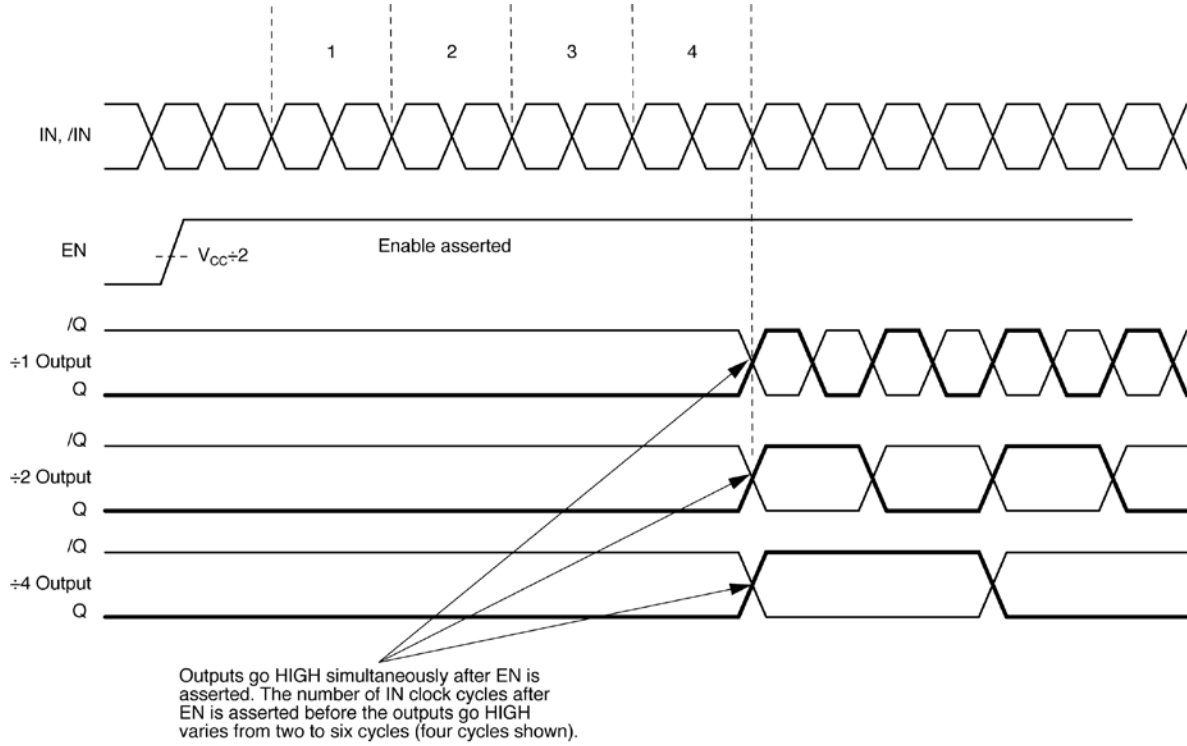 1 2 3 4
IN, /IN
EN
VCC÷2
Enable asserted
/Q
÷1 Output
Q
/Q
÷2 Output
Q
/Q
÷4 Output
Q
Outputs go HIGH simultaneously after EN is
asserted. The number of IN clock cycles after
EN is asserted before the outputs go HIGH
varies from two to six cycles (four cycles shown).